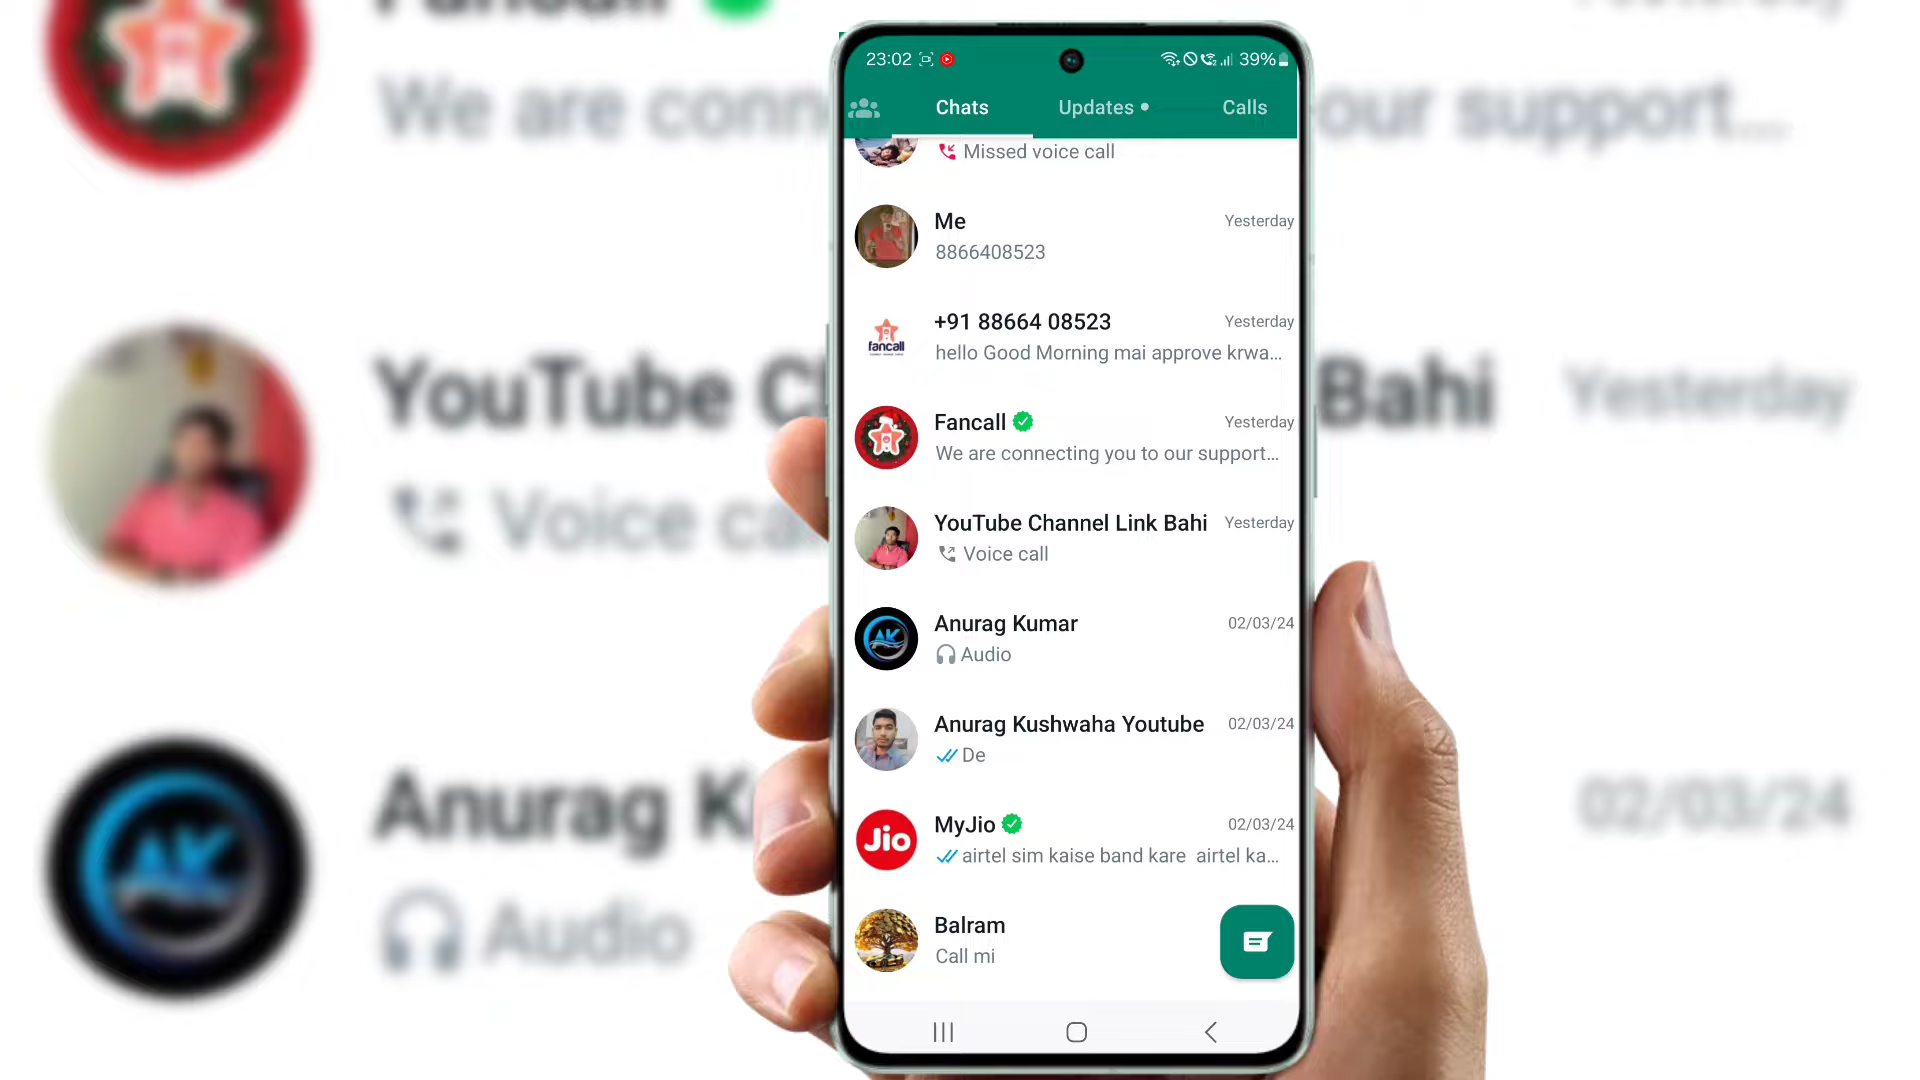 Fancall
Yesterday
We are conn
our support...
YouTube C
Bahi
Yesterday
Voice ca
Anurag K
02/03/24
Audio
AK
23:02
39%
Chats
Updates
Calls
Missed voice call
Me
Yesterday
8866408523
fancall
+91 88664 08523
Yesterday
hello Good Morning mai approve krwa...
Fancall
Yesterday
We are connecting you to our support...
YouTube Channel Link Bahi
Yesterday
Voice call
AK
Anurag Kumar
02/03/24
Audio
Anurag Kushwaha Youtube
02/03/24
De
Jio
MyJio
02/03/24
airtel sim kaise band kare airtel ka...
Balram
Call mi